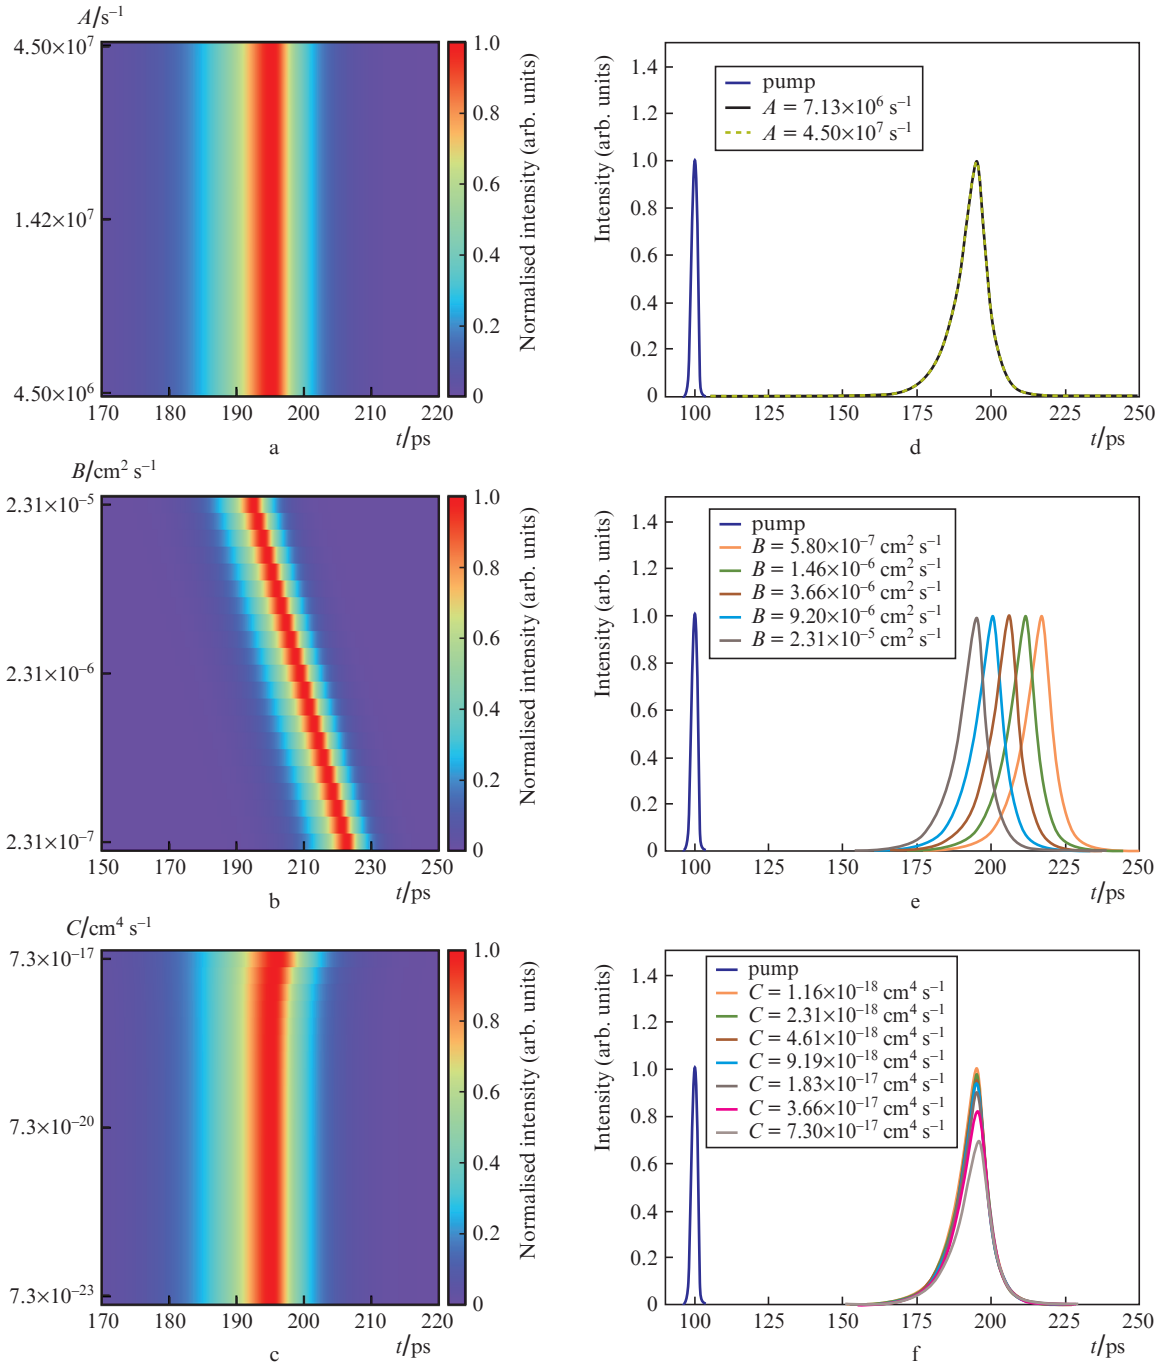 A/s⁻¹
4.50×10⁷
1.42×10⁷
4.50×10⁶
170 180 190 200 210 220
t/ps
a
1.0
0.8
0.6
0.4
0.2
0
Normalised intensity (arb. units)
1.4
1.2
1.0
0.8
0.6
0.4
0.2
0
Intensity (arb. units)
pump
A = 7.13×10⁶ s⁻¹
A = 4.50×10⁷ s⁻¹
100 125 150 175 200 225 250
t/ps
d
B/cm² s⁻¹
2.31×10⁻⁵
2.31×10⁻⁶
2.31×10⁻⁷
150 170 190 210 230 250
t/ps
b
1.0
0.8
0.6
0.4
0.2
0
Normalised intensity (arb. units)
1.4
1.2
1.0
0.8
0.6
0.4
0.2
0
Intensity (arb. units)
pump
B = 5.80×10⁻⁷ cm² s⁻¹
B = 1.46×10⁻⁶ cm² s⁻¹
B = 3.66×10⁻⁶ cm² s⁻¹
B = 9.20×10⁻⁶ cm² s⁻¹
B = 2.31×10⁻⁵ cm² s⁻¹
100 125 150 175 200 225 250
t/ps
e
C/cm⁴ s⁻¹
7.3×10⁻¹⁷
7.3×10⁻²⁰
7.3×10⁻²³
170 180 190 200 210 220
t/ps
c
1.0
0.8
0.6
0.4
0.2
0
Normalised intensity (arb. units)
1.4
1.2
1.0
0.8
0.6
0.4
0.2
0
Intensity (arb. units)
pump
C = 1.16×10⁻¹⁸ cm⁴ s⁻¹
C = 2.31×10⁻¹⁸ cm⁴ s⁻¹
C = 4.61×10⁻¹⁸ cm⁴ s⁻¹
C = 9.19×10⁻¹⁸ cm⁴ s⁻¹
C = 1.83×10⁻¹⁷ cm⁴ s⁻¹
C = 3.66×10⁻¹⁷ cm⁴ s⁻¹
C = 7.30×10⁻¹⁷ cm⁴ s⁻¹
100 125 150 175 200 225 250
t/ps
f